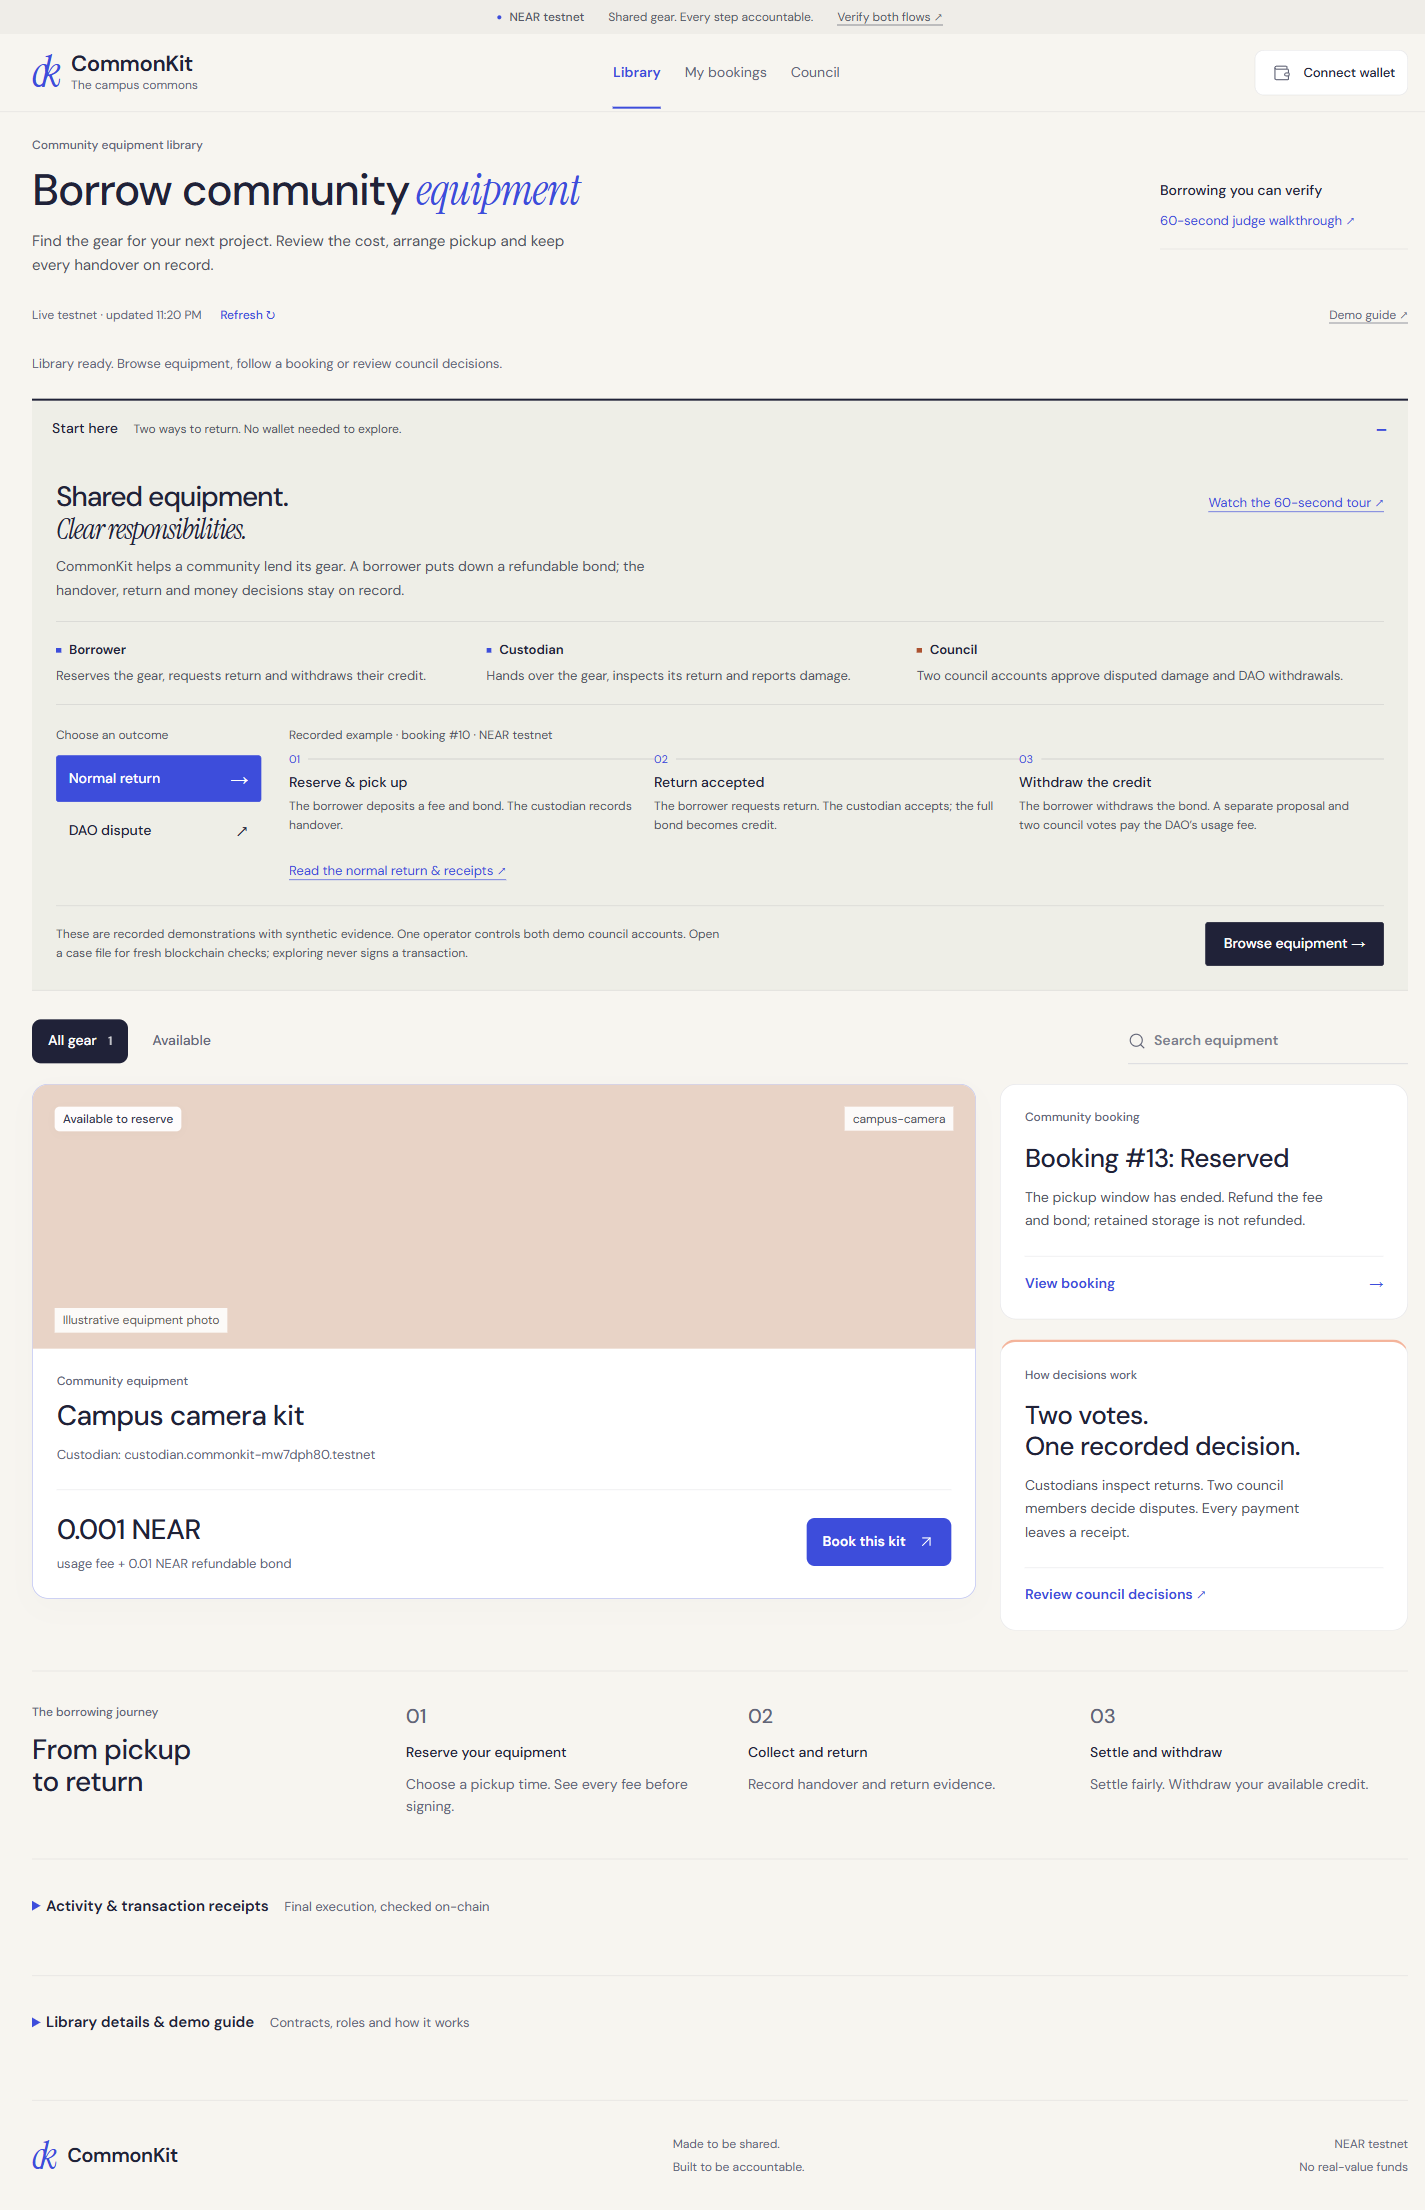 NEAR testnet
Shared gear. Every step accountable.
Verify both flows ↗
dk CommonKit
The campus commons
Library
My bookings
Council
Connect wallet
Community equipment library
Borrow community equipment
Find the gear for your next project. Review the cost, arrange pickup and keep
every handover on record.
Borrowing you can verify
60-second judge walkthrough ↗
Live testnet · updated 11:20 PM
Refresh ↻
Demo guide ↗
Library ready. Browse equipment, follow a booking or review council decisions.
Start here
Two ways to return. No wallet needed to explore.
Shared equipment.
Clear responsibilities.
Watch the 60-second tour ↗
CommonKit helps a community lend its gear. A borrower puts down a refundable bond; the
handover, return and money decisions stay on record.
Borrower
Reserves the gear, requests return and withdraws their credit.
Custodian
Hands over the gear, inspects its return and reports damage.
Council
Two council accounts approve disputed damage and DAO withdrawals.
Choose an outcome
Normal return →
DAO dispute ↗
Recorded example · booking #10 · NEAR testnet
01
Reserve & pick up
The borrower deposits a fee and bond. The custodian records
handover.
02
Return accepted
The borrower requests return. The custodian accepts; the full
bond becomes credit.
03
Withdraw the credit
The borrower withdraws the bond. A separate proposal and
two council votes pay the DAO's usage fee.
Read the normal return & receipts ↗
These are recorded demonstrations with synthetic evidence. One operator controls both demo council accounts. Open
a case file for fresh blockchain checks; exploring never signs a transaction.
Browse equipment →
All gear 1
Available
Search equipment
Available to reserve
campus-camera
Illustrative equipment photo
Community equipment
Campus camera kit
Custodian: custodian.commonkit-mw7dph80.testnet
0.001 NEAR
usage fee + 0.01 NEAR refundable bond
Book this kit
Community booking
Booking #13: Reserved
The pickup window has ended. Refund the fee
and bond; retained storage is not refunded.
View booking →
How decisions work
Two votes.
One recorded decision.
Custodians inspect returns. Two council
members decide disputes. Every payment
leaves a receipt.
Review council decisions ↗
The borrowing journey
From pickup
to return
01
Reserve your equipment
Choose a pickup time. See every fee before
signing.
02
Collect and return
Record handover and return evidence.
03
Settle and withdraw
Settle fairly. Withdraw your available credit.
Activity & transaction receipts
Final execution, checked on-chain
Library details & demo guide
Contracts, roles and how it works
dk CommonKit
Made to be shared.
Built to be accountable.
NEAR testnet
No real-value funds